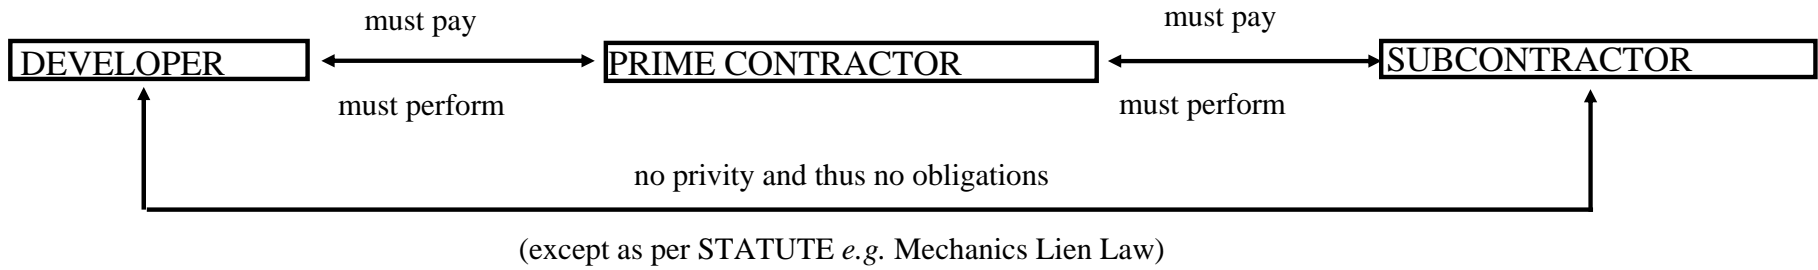 must pay
must pay
DEVELOPER
PRIME CONTRACTOR
SUBCONTRACTOR
must perform
must perform
no privity and thus no obligations
(except as per STATUTE e.g. Mechanics Lien Law)